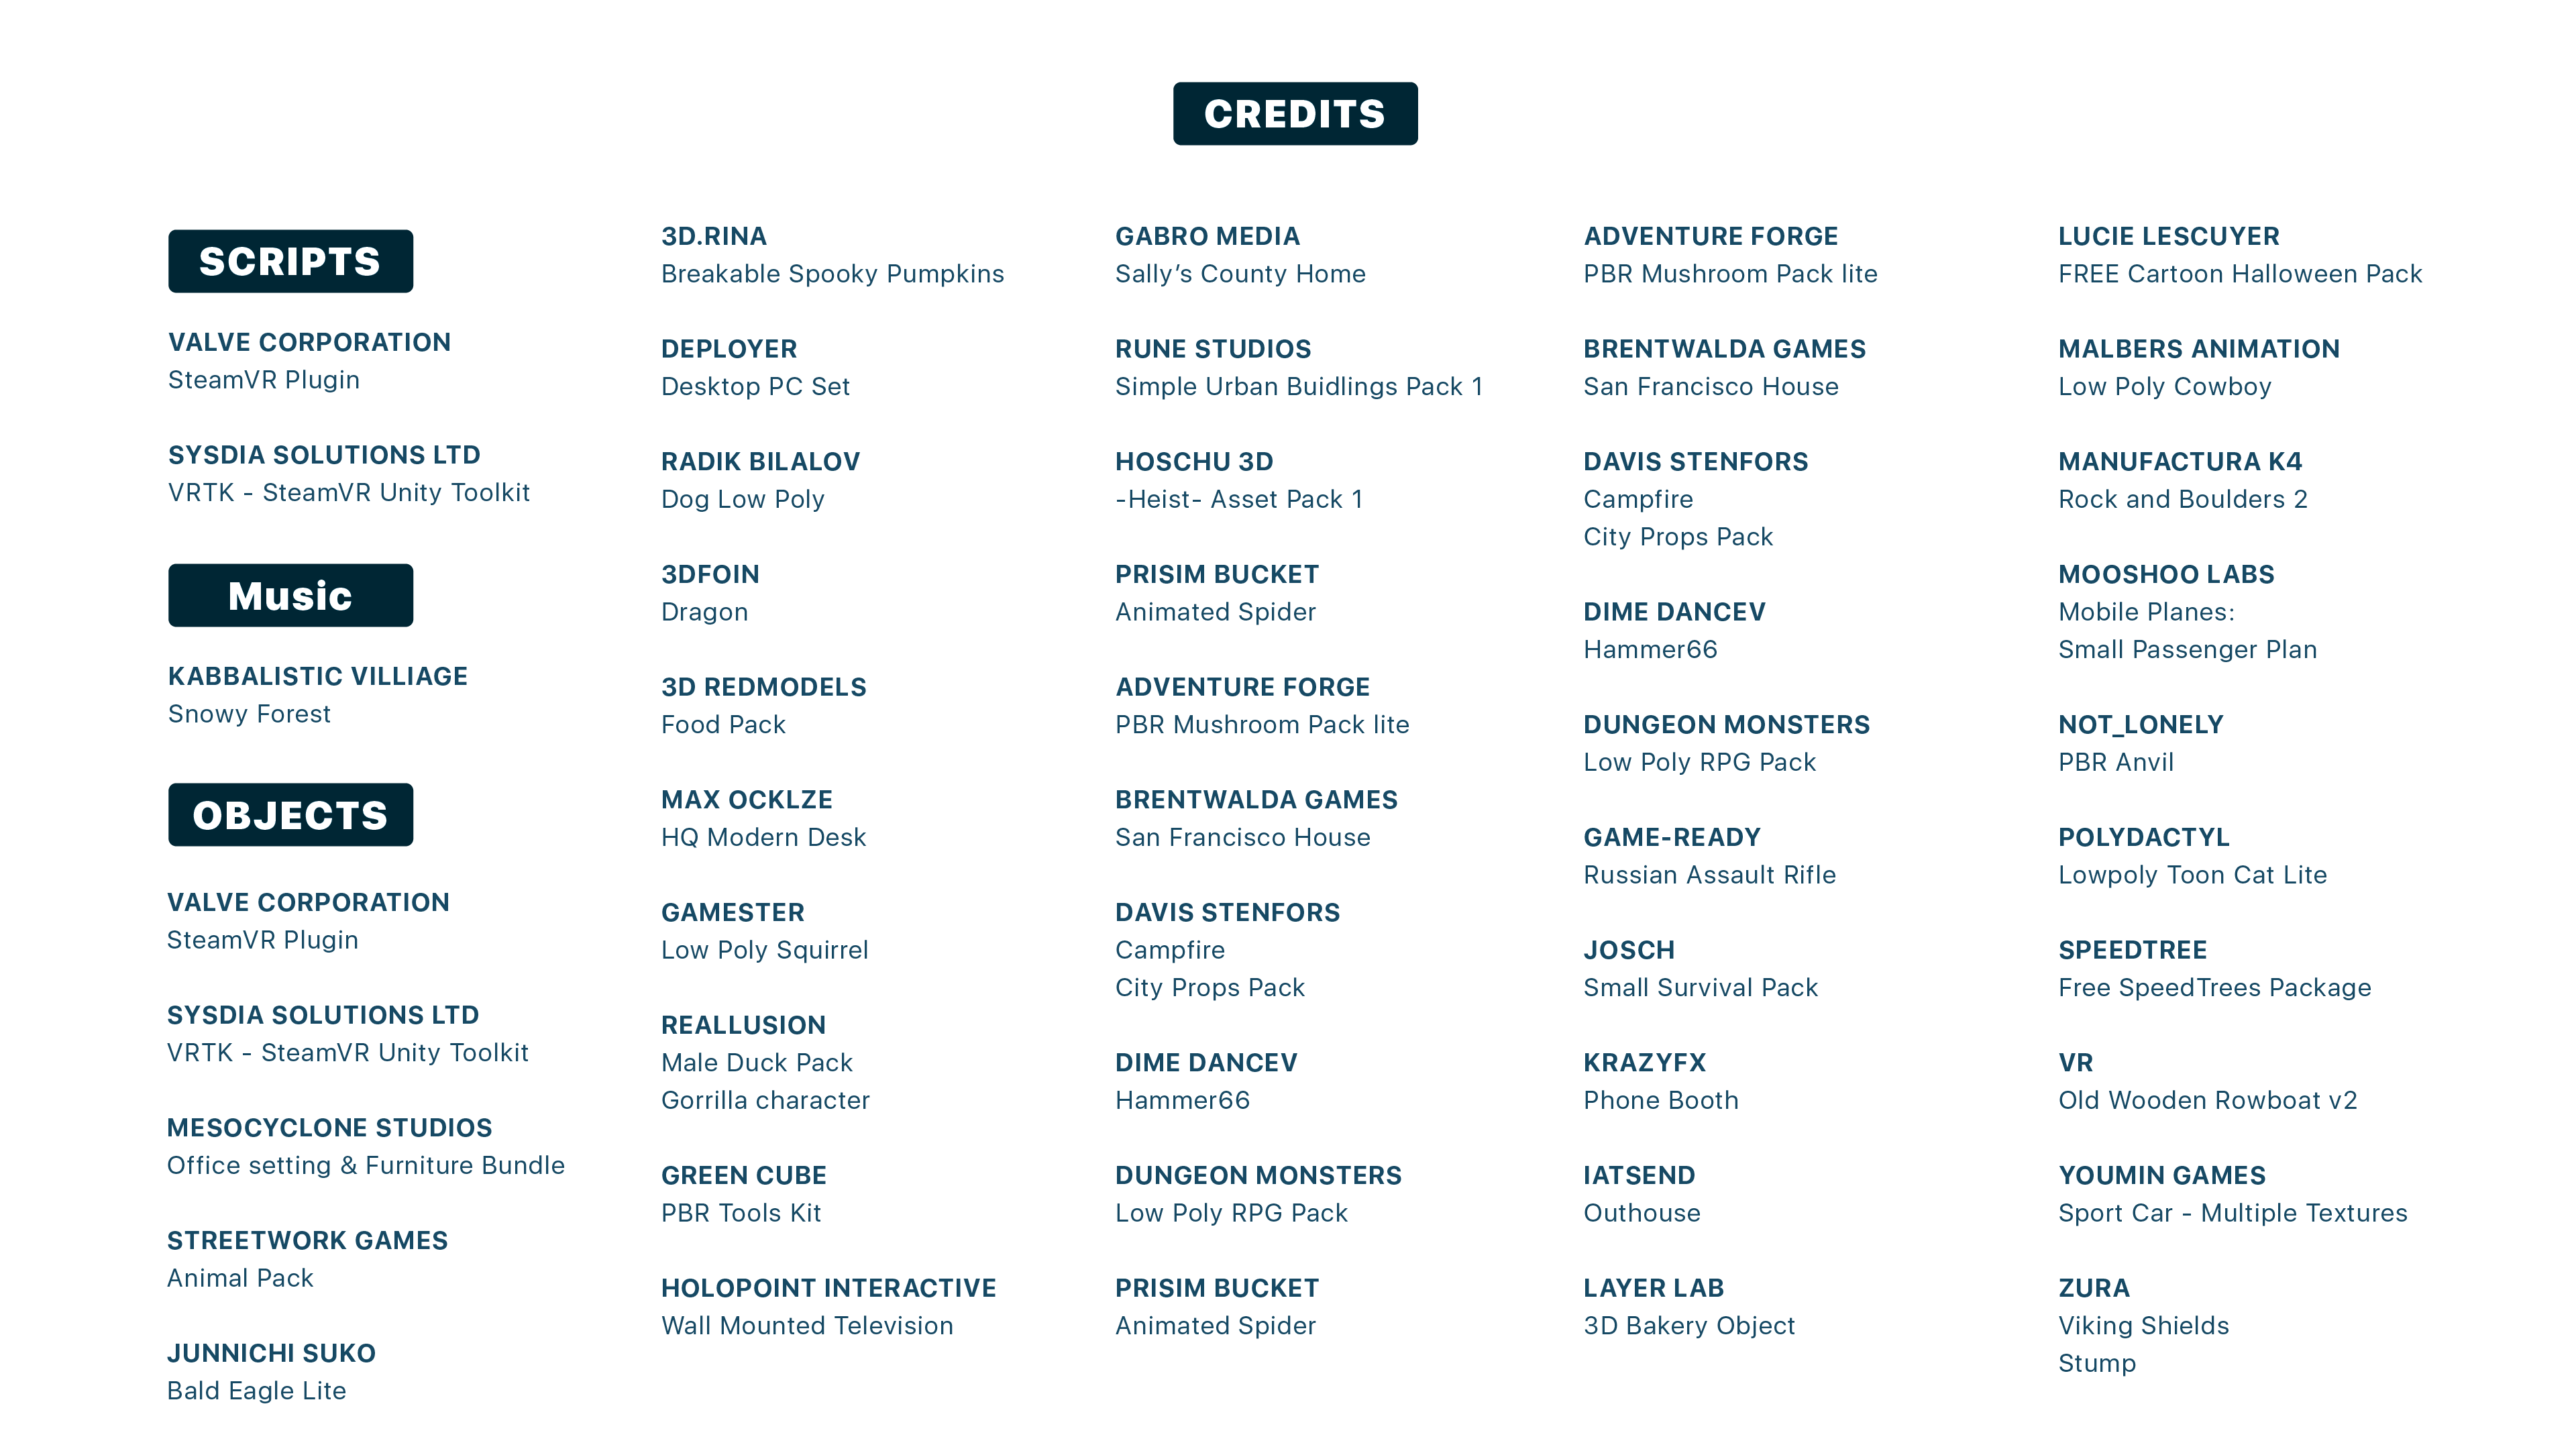 CREDITS
SCRIPTS
VALVE CORPORATION
SteamVR Plugin
SYSDIA SOLUTIONS LTD
VRTK - SteamVR Unity Toolkit
Music
KABBALISTIC VILLIAGE
Snowy Forest
OBJECTS
VALVE CORPORATION
SteamVR Plugin
SYSDIA SOLUTIONS LTD
VRTK - SteamVR Unity Toolkit
MESOCYCLONE STUDIOS
Office setting & Furniture Bundle
STREETWORK GAMES
Animal Pack
JUNNICHI SUKO
Bald Eagle Lite
3D.RINA
Breakable Spooky Pumpkins
DEPLOYER
Desktop PC Set
RADIK BILALOV
Dog Low Poly
3DFOIN
Dragon
3D REDMODELS
Food Pack
MAX OCKLZE
HQ Modern Desk
GAMESTER
Low Poly Squirrel
REALLUSION
Male Duck Pack
Gorrilla character
GREEN CUBE
PBR Tools Kit
HOLOPOINT INTERACTIVE
Wall Mounted Television
GABRO MEDIA
Sally’s County Home
RUNE STUDIOS
Simple Urban Buidlings Pack 1
HOSCHU 3D
-Heist- Asset Pack 1
PRISIM BUCKET
Animated Spider
ADVENTURE FORGE
PBR Mushroom Pack lite
BRENTWALDA GAMES
San Francisco House
DAVIS STENFORS
Campfire
City Props Pack
DIME DANCEV
Hammer66
DUNGEON MONSTERS
Low Poly RPG Pack
PRISIM BUCKET
Animated Spider
ADVENTURE FORGE
PBR Mushroom Pack lite
BRENTWALDA GAMES
San Francisco House
DAVIS STENFORS
Campfire
City Props Pack
DIME DANCEV
Hammer66
DUNGEON MONSTERS
Low Poly RPG Pack
GAME-READY
Russian Assault Rifle
JOSCH
Small Survival Pack
KRAZYFX
Phone Booth
IATSEND
Outhouse
LAYER LAB
3D Bakery Object
LUCIE LESCUYER
FREE Cartoon Halloween Pack
MALBERS ANIMATION
Low Poly Cowboy
MANUFACTURA K4
Rock and Boulders 2
MOOSHOO LABS
Mobile Planes:
Small Passenger Plan
NOT_LONELY
PBR Anvil
POLYDACTYL
Lowpoly Toon Cat Lite
SPEEDTREE
Free SpeedTrees Package
VR
Old Wooden Rowboat v2
YOUMIN GAMES
Sport Car - Multiple Textures
ZURA
Viking Shields
Stump